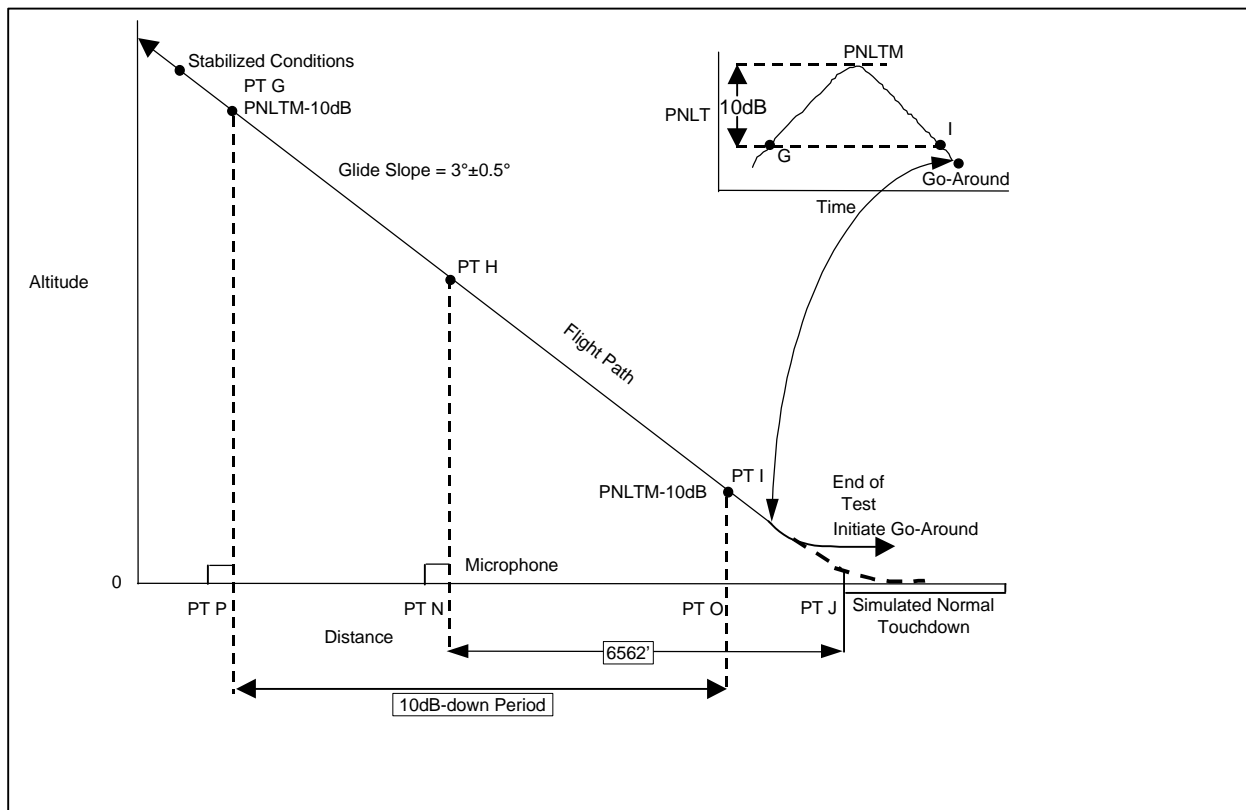 Stabilized Conditions
PT G
PNLTM-10dB
Glide Slope = 3°±0.5°
PT H
Altitude
Flight Path
PT I
PNLTM-10dB
End of
Test
Initiate Go-Around
0
Microphone
PT P
PT N
PT O
PT J
Simulated Normal
Touchdown
Distance
6562’
10dB-down Period
PNLTM
PNLT
10dB
G
I
Go-Around
Time